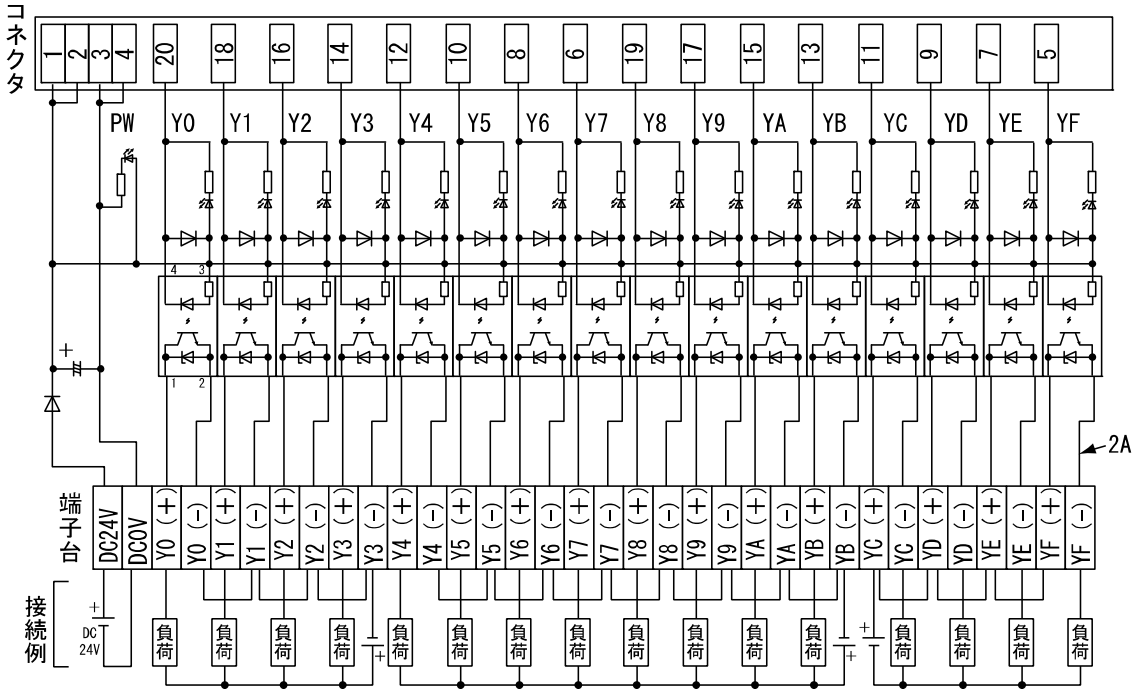 コネクタ
1 2 3 4 20 18 16 14 12 10 8 6 19 17 15 13 11 9 7 5
PW Y0 Y1 Y2 Y3 Y4 Y5 Y6 Y7 Y8 Y9 YA YB YC YD YE YF
4 3
+
1 2
2A
端子台
DC24V DC0V Y0(+) Y0(-) Y1(+) Y1(-) Y2(+) Y2(-) Y3(+) Y3(-) Y4(+) Y4(-) Y5(+) Y5(-) Y6(+) Y6(-) Y7(+) Y7(-) Y8(+) Y8(-) Y9(+) Y9(-) YA(+) YA(-) YB(+) YB(-) YC(+) YC(-) YD(+) YD(-) YE(+) YE(-) YF(+) YF(-)
接続例
+
DC
24V
負荷 負荷 負荷 負荷 + 負荷 負荷 負荷 負荷 負荷 負荷 負荷 負荷 + + 負荷 負荷 負荷 負荷